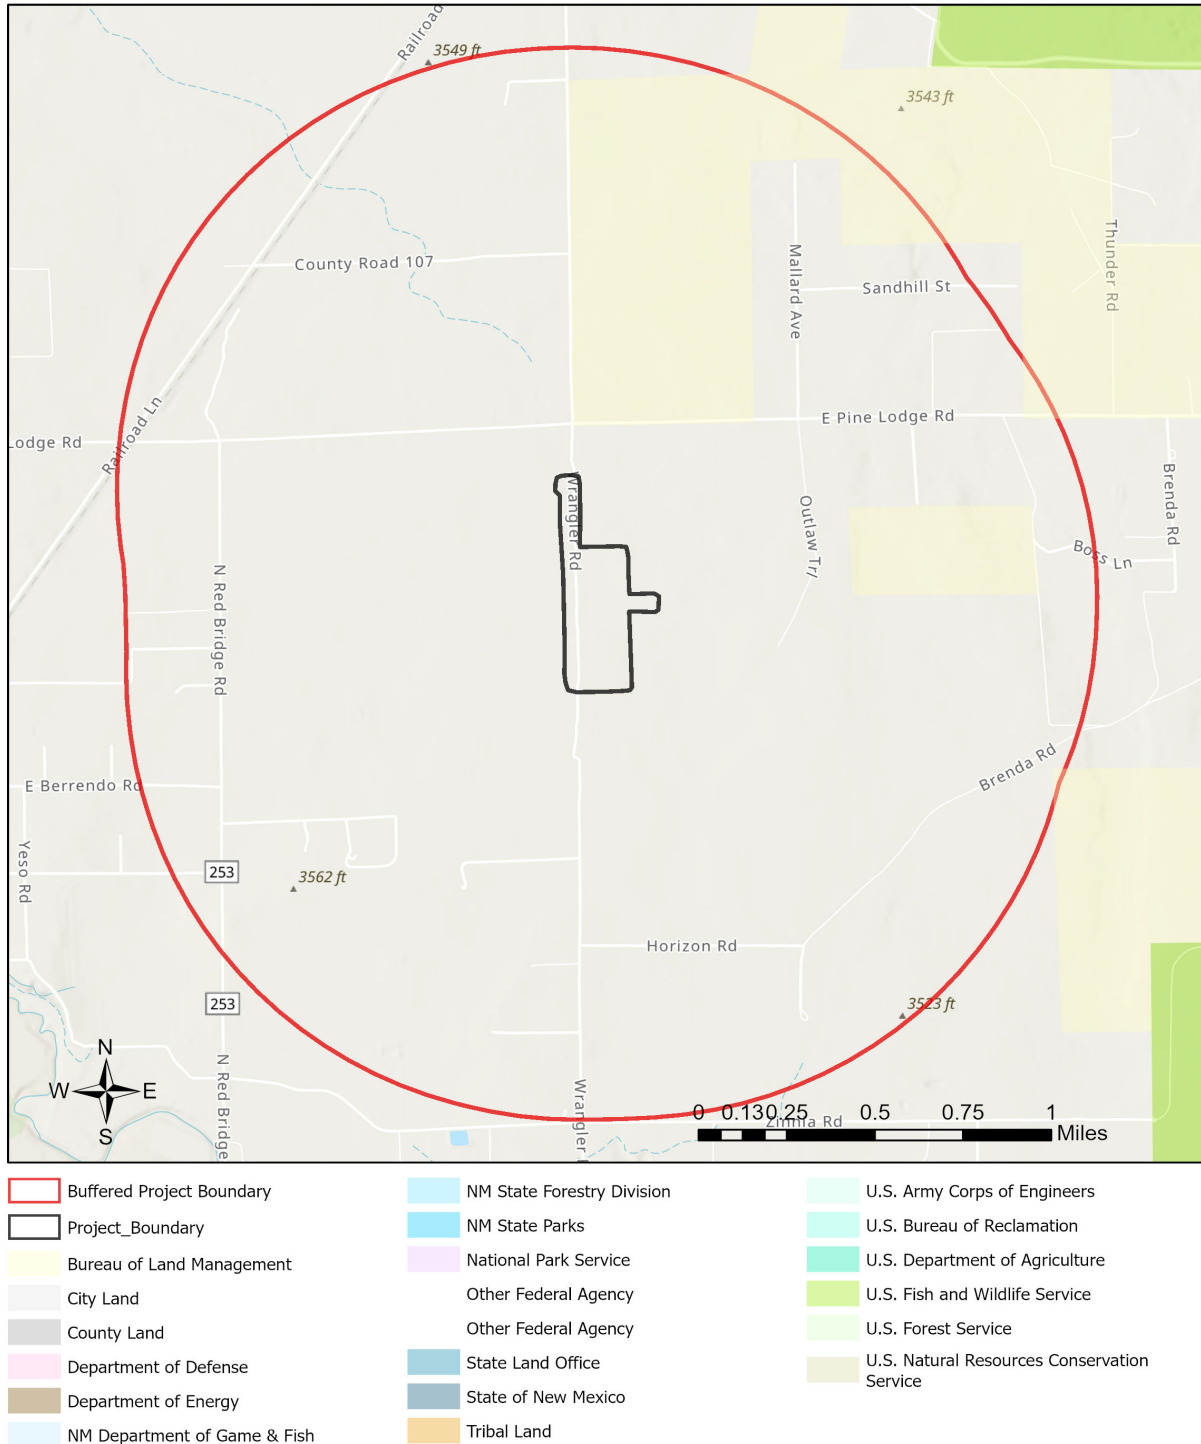 Railroad
3549 ft
3543 ft
County Road 107
Mallard Ave
Sandhill St
Thunder Rd
Lodge Rd
Railroad Ln
E Pine Lodge Rd
Wrangler Rd
Outlaw Trl
Brenda Rd
Boss Ln
N Red Bridge Rd
Brenda Rd
E Berrendo Rd
Yeso Rd
253
3562 ft
Horizon Rd
253
3523 ft
N
W E
S
N Red Bridge
Wrangler
Zinnia Rd
0 0.13 0.25 0.5 0.75 1
Miles
Buffered Project Boundary
Project_Boundary
Bureau of Land Management
City Land
County Land
Department of Defense
Department of Energy
NM Department of Game & Fish
NM State Forestry Division
NM State Parks
National Park Service
Other Federal Agency
Other Federal Agency
State Land Office
State of New Mexico
Tribal Land
U.S. Army Corps of Engineers
U.S. Bureau of Reclamation
U.S. Department of Agriculture
U.S. Fish and Wildlife Service
U.S. Forest Service
U.S. Natural Resources Conservation
Service